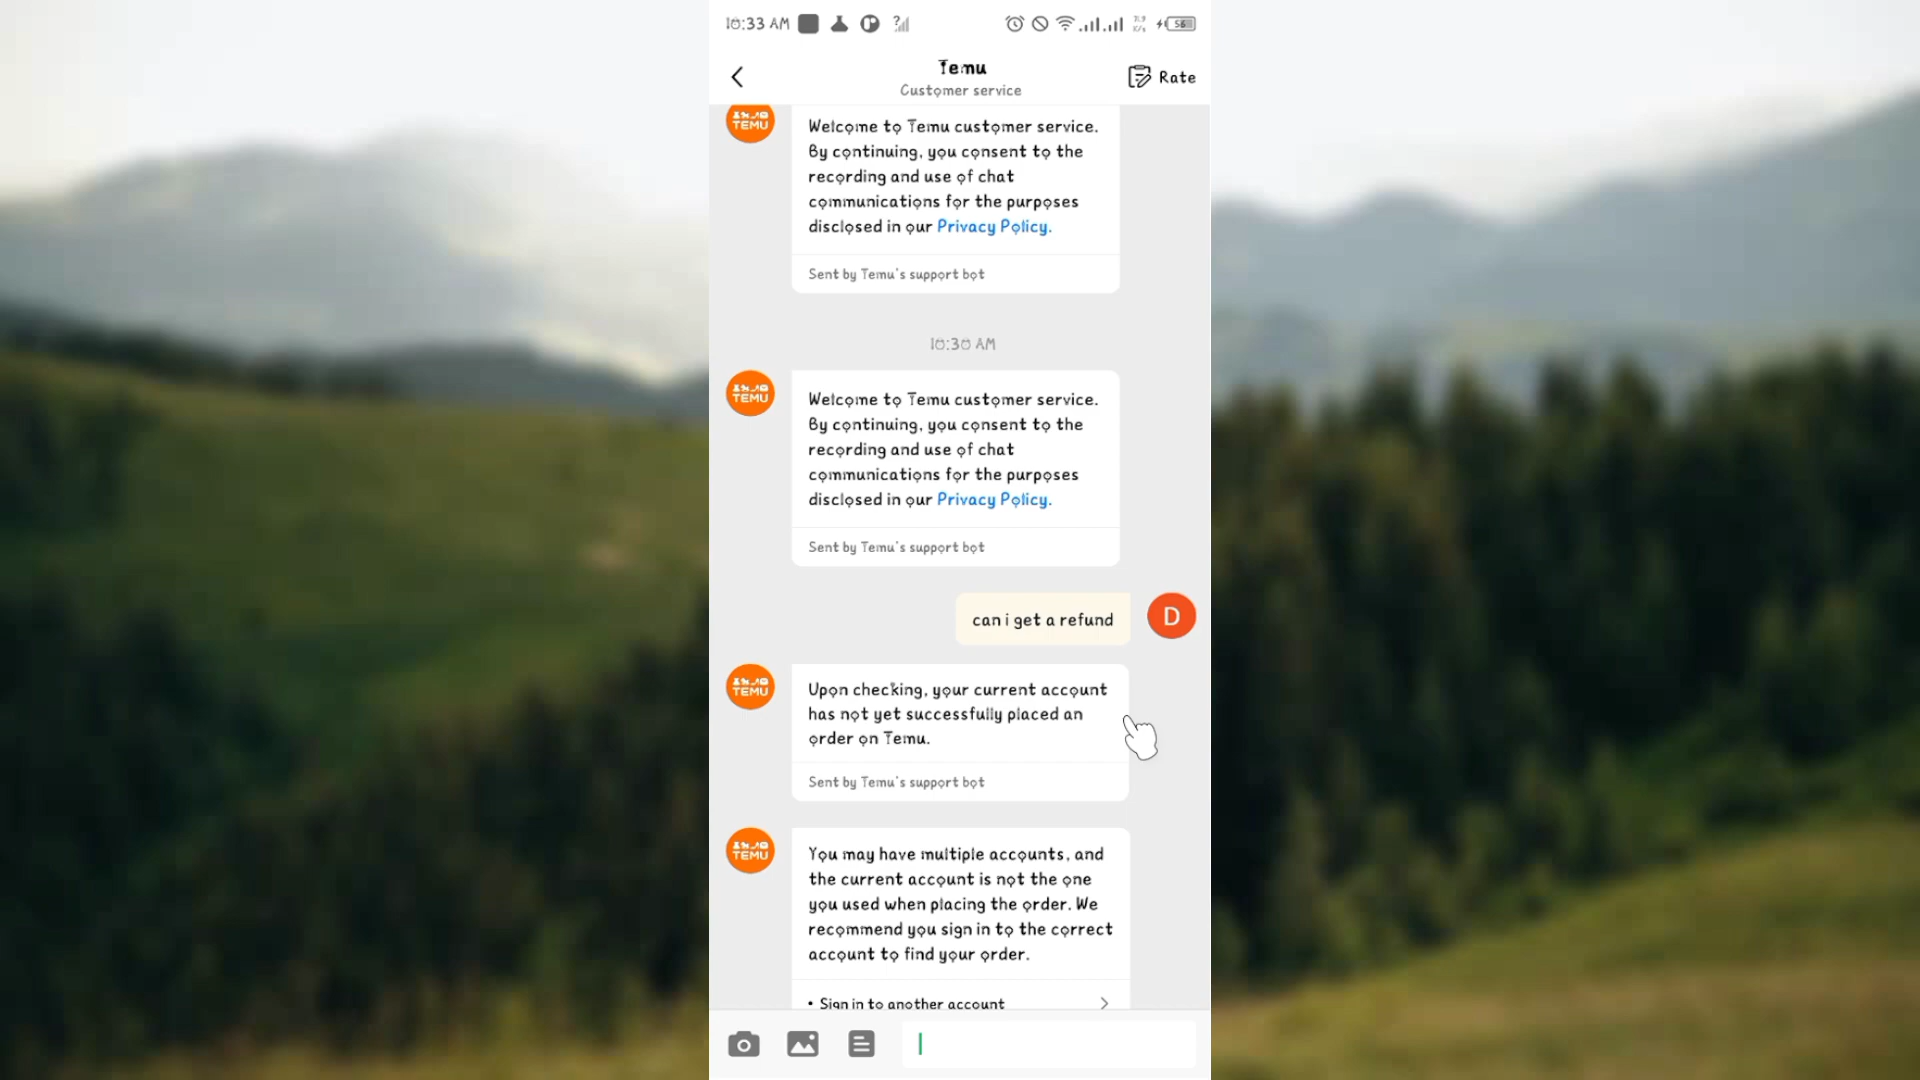 10:33 AM
56
Temu
Customer service
Rate
TEMU
Welcome to Temu customer service.
By continuing, you consent to the
recording and use of chat
communications for the purposes
disclosed in our Privacy Policy.
Sent by Temu's support bot
10:30 AM
TEMU
Welcome to Temu customer service.
By continuing, you consent to the
recording and use of chat
communications for the purposes
disclosed in our Privacy Policy.
Sent by Temu's support bot
can i get a refund
D
TEMU
Upon checking, your current account
has not yet successfully placed an
order on Temu.
Sent by Temu's support bot
TEMU
You may have multiple accounts, and
the current account is not the one
you used when placing the order. We
recommend you sign in to the correct
account to find your order.
• Sign in to another account